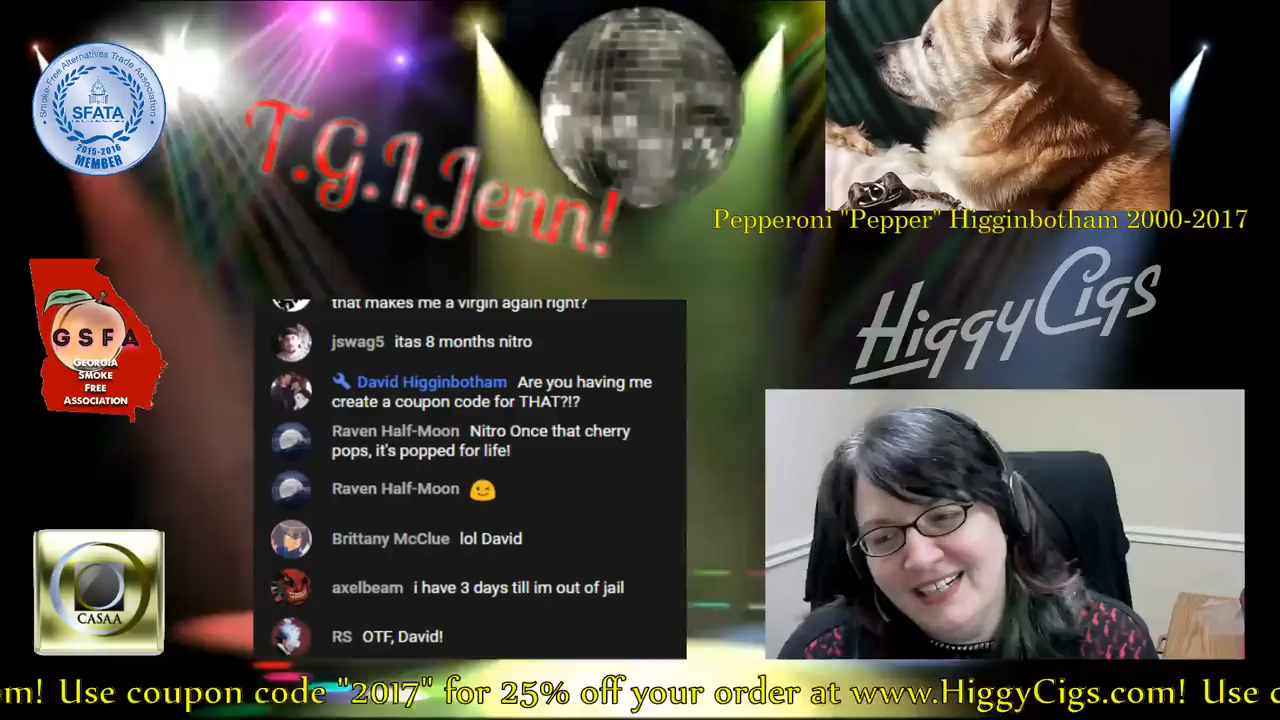 Smoke-Free Alternatives Trade Association
SFATA
2015-2016
MEMBER
T.G.I.Jenn!
Pepperoni "Pepper" Higginbotham 2000-2017
HiggyCigs
GSFA
GEORGIA
SMOKE
FREE
ASSOCIATION
that makes me a virgin again right?
jswag5 itas 8 months nitro
David Higginbotham Are you having me
create a coupon code for THAT?!?
Raven Half-Moon Nitro Once that cherry
pops, it's popped for life!
Raven Half-Moon 😉
Brittany McClue lol David
axelbeam i have 3 days till im out of jail
RS OTF, David!
CASAA
om! Use coupon code "2017" for 25% off your order at www.HiggyCigs.com! Use c